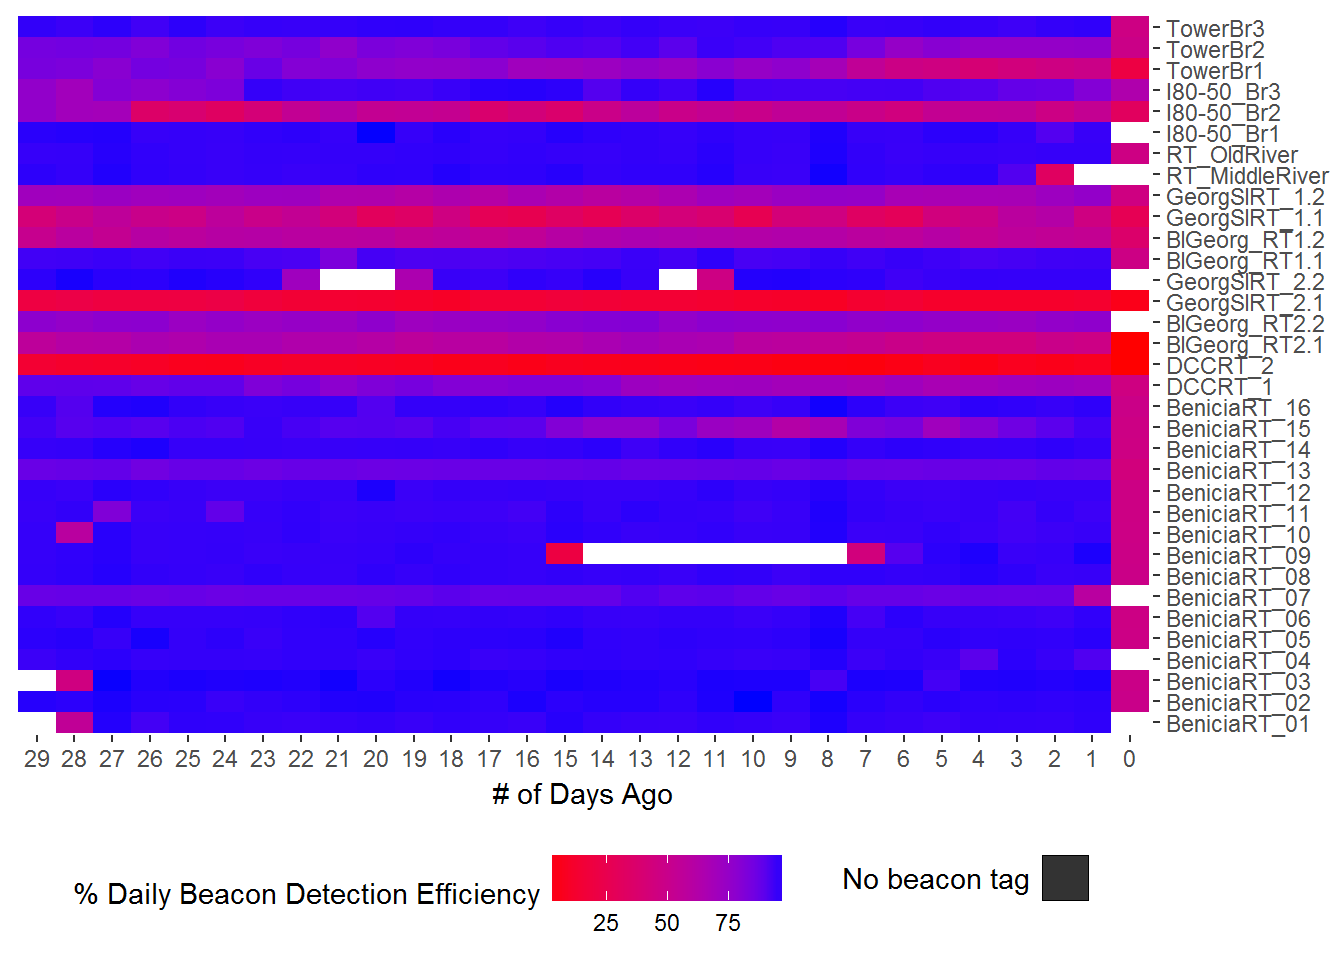 TowerBr3
TowerBr2
TowerBr1
I80-50_Br3
I80-50_Br2
I80-50_Br1
RT_OldRiver
RT_MiddleRiver
GeorgSlRT_1.2
GeorgSlRT_1.1
BlGeorg_RT1.2
BlGeorg_RT1.1
GeorgSlRT_2.2
GeorgSlRT_2.1
BlGeorg_RT2.2
BlGeorg_RT2.1
DCCRT_2
DCCRT_1
BeniciaRT_16
BeniciaRT_15
BeniciaRT_14
BeniciaRT_13
BeniciaRT_12
BeniciaRT_11
BeniciaRT_10
BeniciaRT_09
BeniciaRT_08
BeniciaRT_07
BeniciaRT_06
BeniciaRT_05
BeniciaRT_04
BeniciaRT_03
BeniciaRT_02
BeniciaRT_01
29 28 27 26 25 24 23 22 21 20 19 18 17 16 15 14 13 12 11 10 9 8 7 6 5 4 3 2 1 0
# of Days Ago
% Daily Beacon Detection Efficiency
25 50 75
No beacon tag